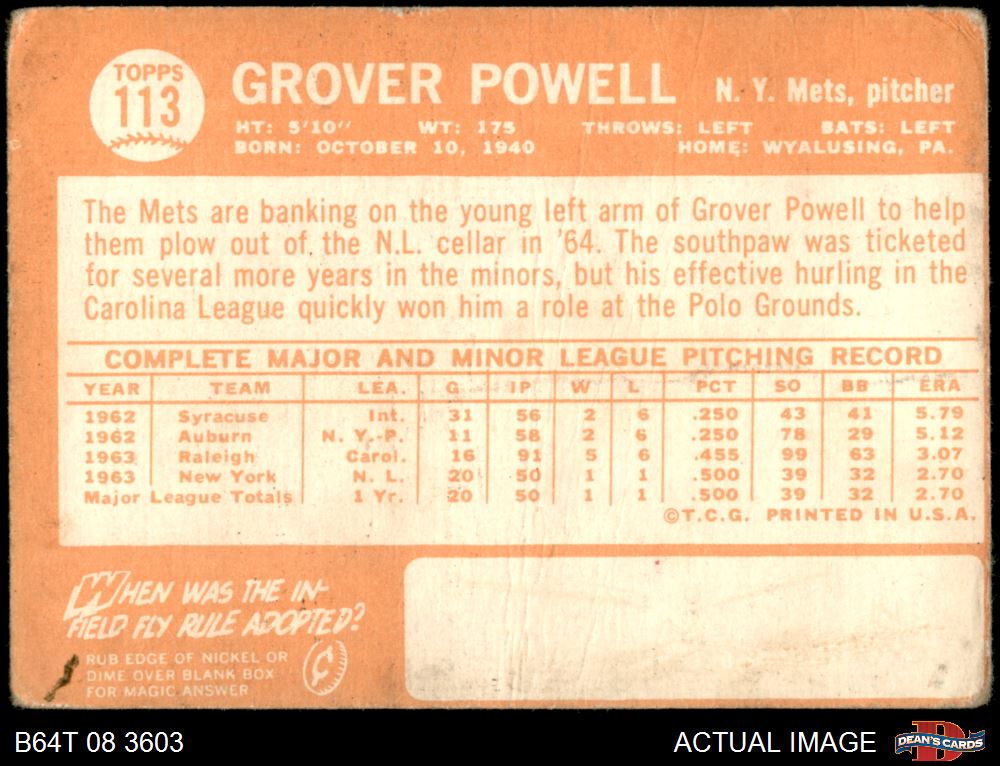 TOPPS
113
GROVER POWELL N. Y. Mets, pitcher
HT: 5'10" WT: 175 THROWS: LEFT BATS: LEFT
BORN: OCTOBER 10, 1940 HOME: WYALUSING, PA.
The Mets are banking on the young left arm of Grover Powell to help
them plow out of the N.L. cellar in '64. The southpaw was ticketed
for several more years in the minors, but his effective hurling in the
Carolina League quickly won him a role at the Polo Grounds.
COMPLETE MAJOR AND MINOR LEAGUE PITCHING RECORD
YEAR TEAM LEA. G IP W L PCT SO BB ERA
1962 Syracuse Int. 31 56 2 6 .250 43 41 5.79
1962 Auburn N. Y.-P. 11 58 2 6 .250 78 29 5.12
1963 Raleigh Carol. 16 91 5 6 .455 99 63 3.07
1963 New York N. L. 20 50 1 1 .500 39 32 2.70
Major League Totals 1 Yr. 20 50 1 1 .500 39 32 2.70
©T.C.G. PRINTED IN U.S.A.
WHEN WAS THE IN-
FIELD FLY RULE ADOPTED?
RUB EDGE OF NICKEL OR
DIME OVER BLANK BOX
FOR MAGIC ANSWER
¢
B64T 08 3603 ACTUAL IMAGE D DEAN'S CARDS